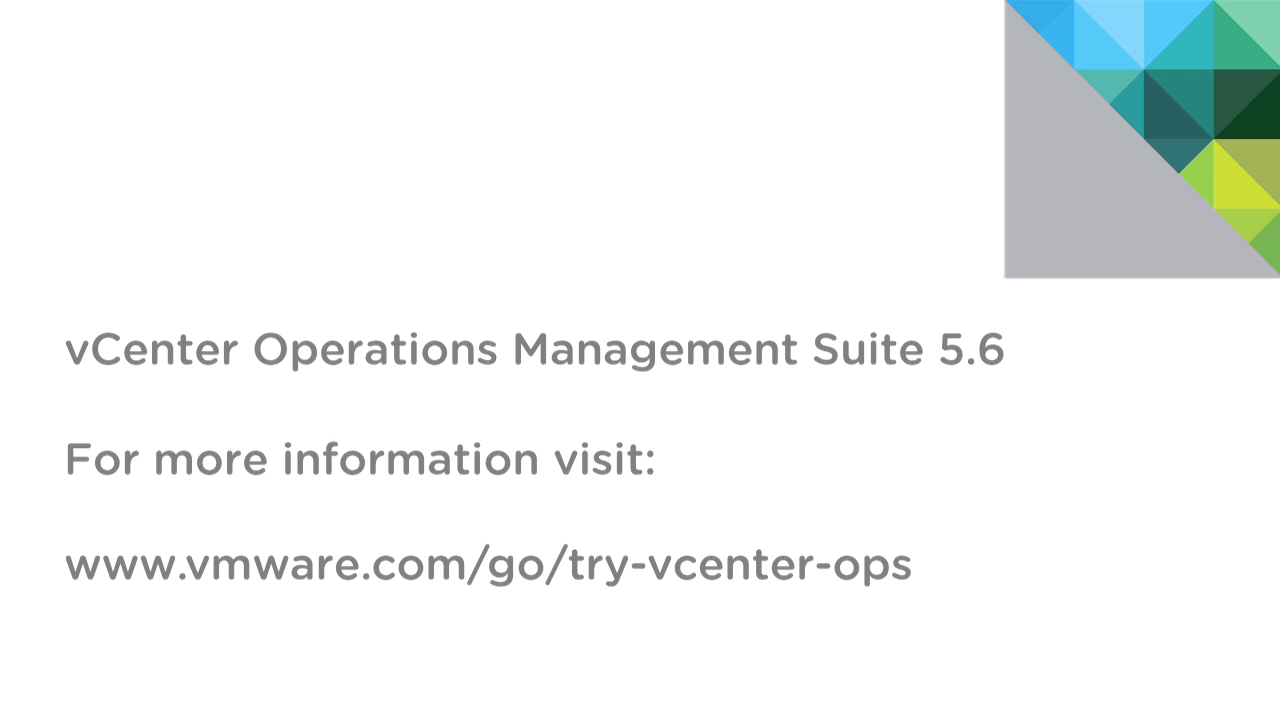 vCenter Operations Management Suite 5.6
For more information visit:
www.vmware.com/go/try-vcenter-ops